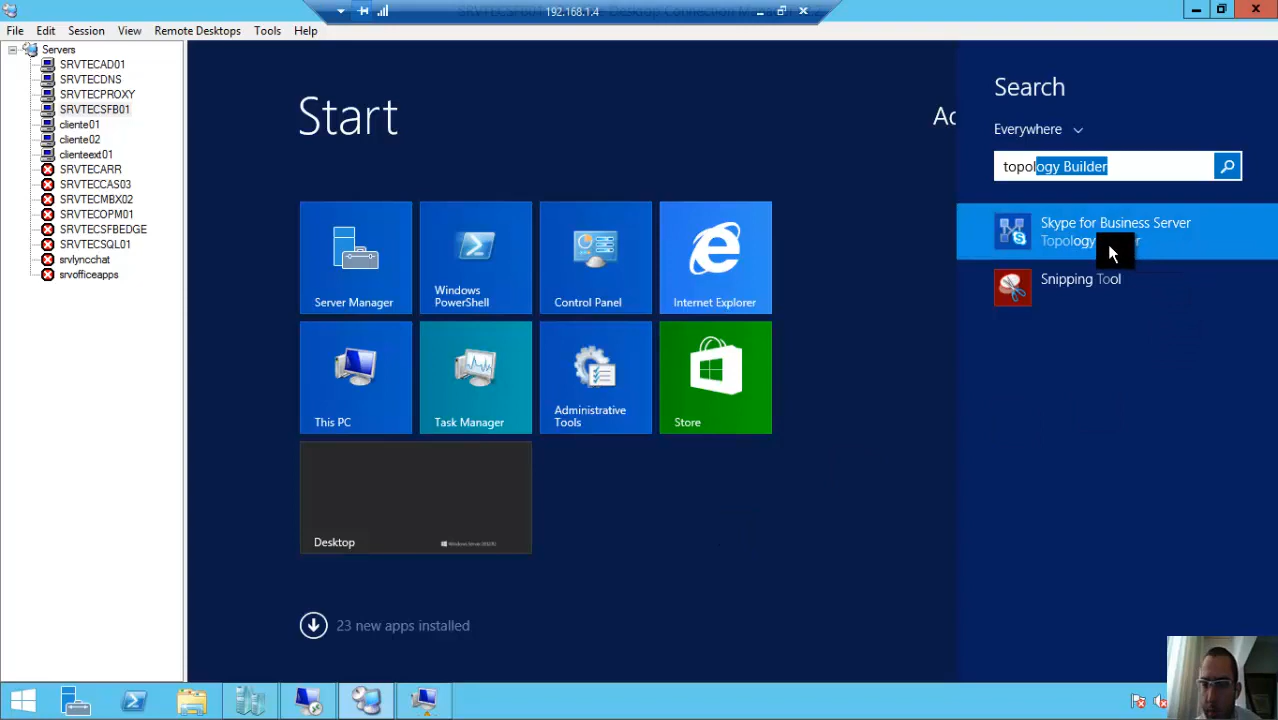 192.168.1.4
File Edit Session View Remote Desktops Tools Help
Servers
SRVTECAD01
SRVTECDNS
SRVTECPROXY
SRVTECSFB01
cliente01
cliente02
clienteext01
SRVTECARR
SRVTECCAS03
SRVTECMBX02
SRVTECOPM01
SRVTECSFBEDGE
SRVTECSQL01
srvlyncchat
srvofficeapps
Start
Server Manager
Windows
PowerShell
Control Panel
Internet Explorer
This PC
Task Manager
Administrative
Tools
Store
Desktop
23 new apps installed
Search
Everywhere
topology Builder
Skype for Business Server
Snipping Tool